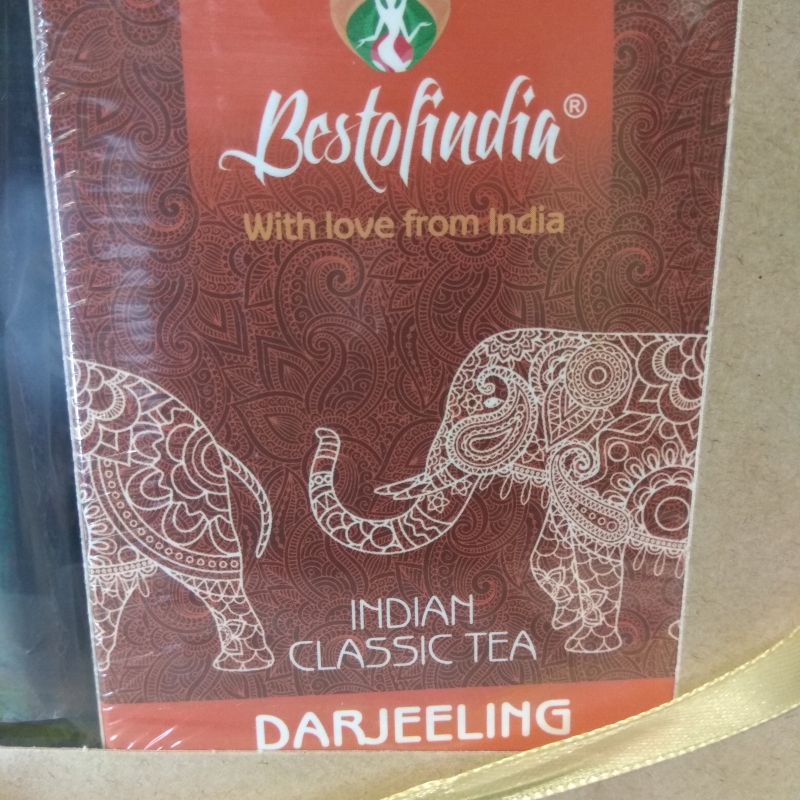 Bestofindia®
With love from India
INDIAN
CLASSIC TEA
DARJEELING